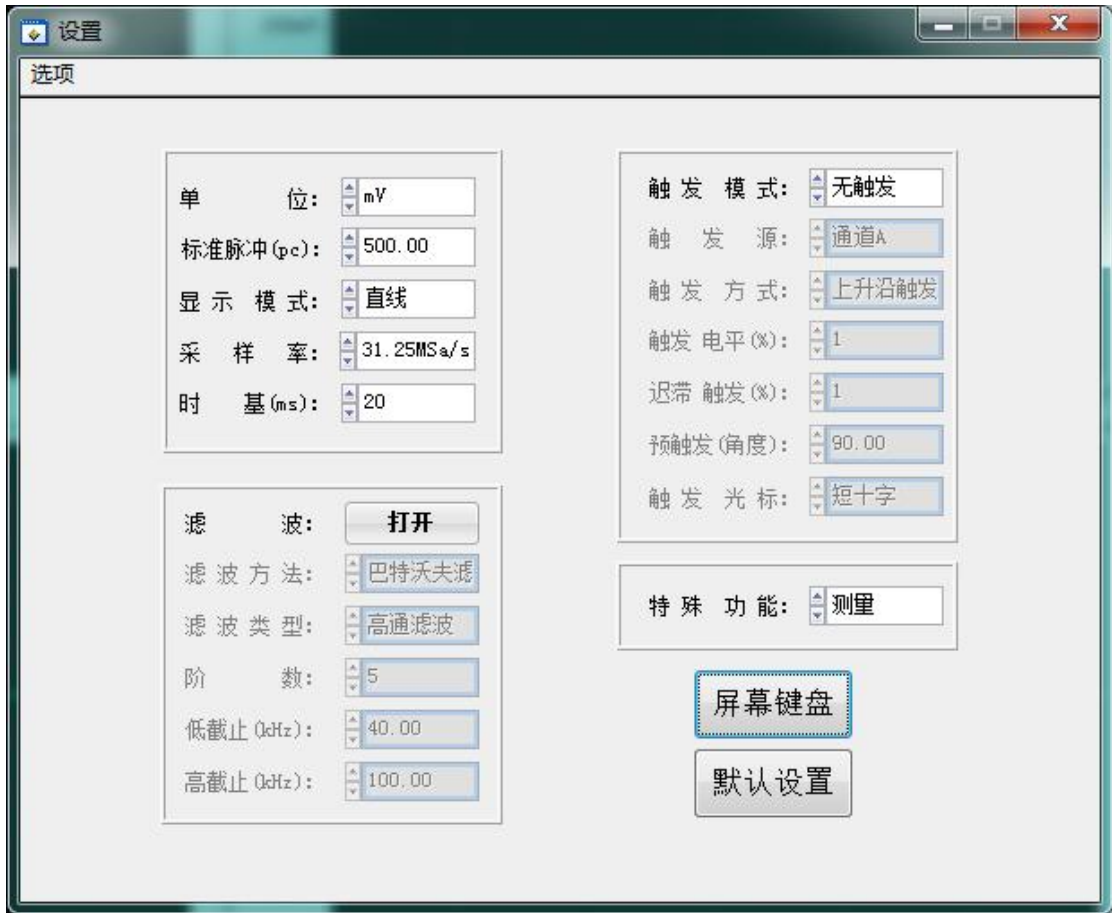 设置
选项
单 位: mV
标准脉冲(pc): 500.00
显示 模式: 直线
采 样 率: 31.25MSa/s
时 基(ms): 20
滤 波: 打开
滤波方法: 巴特沃夫滤
滤波类型: 高通滤波
阶 数: 5
低截止(kHz): 40.00
高截止(kHz): 100.00
触发 模式: 无触发
触 发 源: 通道A
触发 方式: 上升沿触发
触发 电平(%): 1
迟滞 触发(%): 1
预触发(角度): 90.00
触发 光标: 短十字
特殊 功能: 测量
屏幕键盘
默认设置